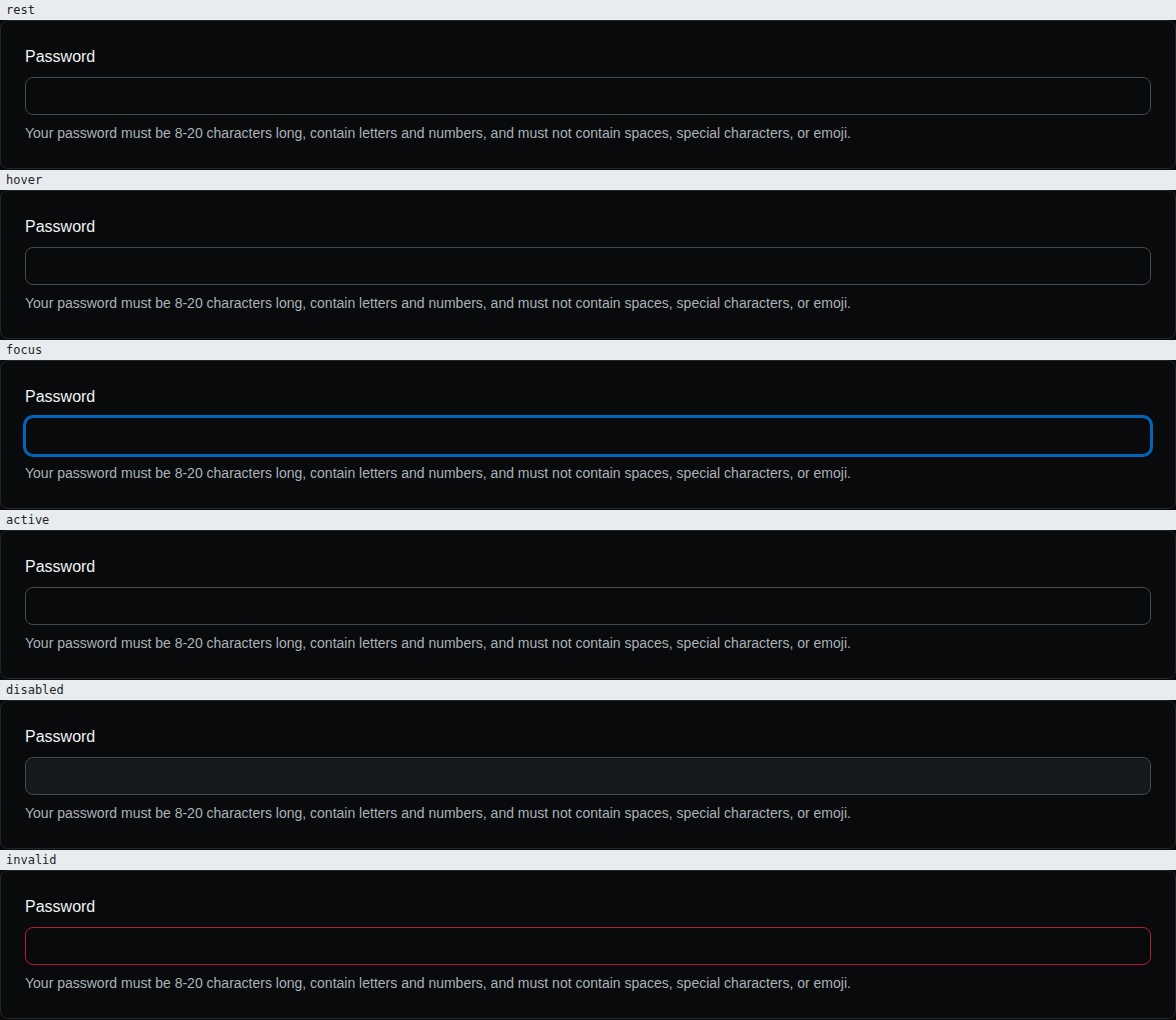 rest
Password
Your password must be 8-20 characters long, contain letters and numbers, and must not contain spaces, special characters, or emoji.
hover
Password
Your password must be 8-20 characters long, contain letters and numbers, and must not contain spaces, special characters, or emoji.
focus
Password
Your password must be 8-20 characters long, contain letters and numbers, and must not contain spaces, special characters, or emoji.
active
Password
Your password must be 8-20 characters long, contain letters and numbers, and must not contain spaces, special characters, or emoji.
disabled
Password
Your password must be 8-20 characters long, contain letters and numbers, and must not contain spaces, special characters, or emoji.
invalid
Password
Your password must be 8-20 characters long, contain letters and numbers, and must not contain spaces, special characters, or emoji.